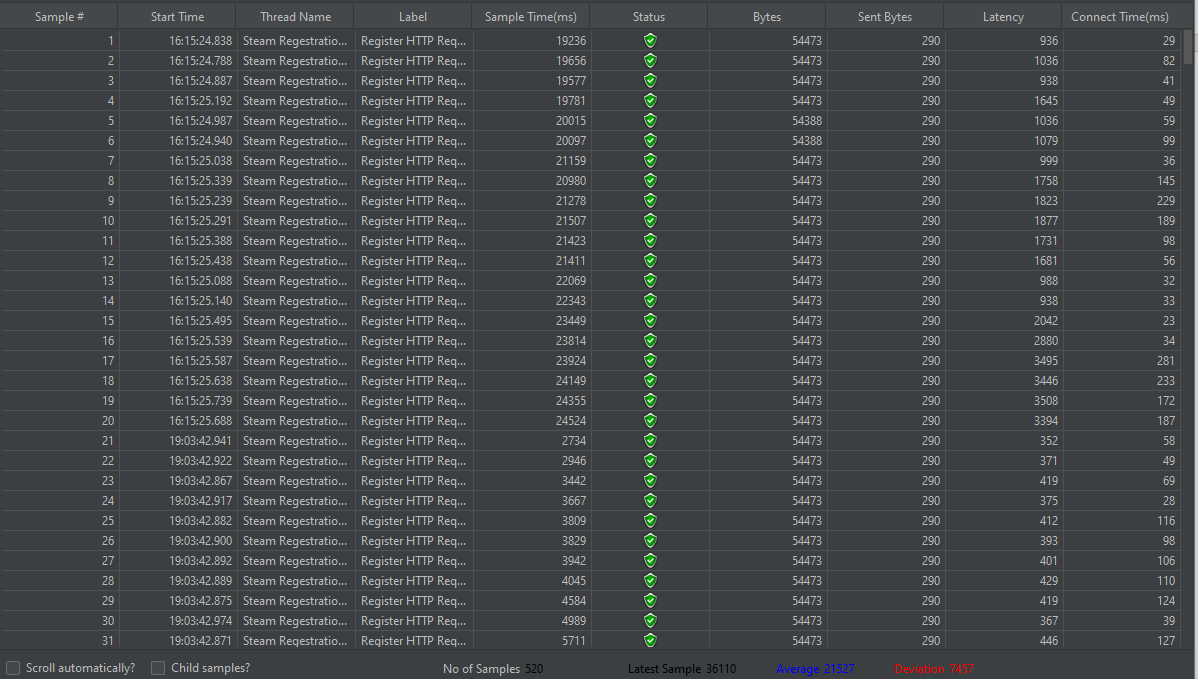 Sample # Start Time Thread Name Label Sample Time(ms) Status Bytes Sent Bytes Latency Connect Time(ms)
1 16:15:24.838 Steam Regestratio... Register HTTP Req... 19236 54473 290 936 29
2 16:15:24.788 Steam Regestratio... Register HTTP Req... 19656 54473 290 1036 82
3 16:15:24.887 Steam Regestratio... Register HTTP Req... 19577 54473 290 938 41
4 16:15:25.192 Steam Regestratio... Register HTTP Req... 19781 54473 290 1645 49
5 16:15:24.987 Steam Regestratio... Register HTTP Req... 20015 54388 290 1036 59
6 16:15:24.940 Steam Regestratio... Register HTTP Req... 20097 54388 290 1079 99
7 16:15:25.038 Steam Regestratio... Register HTTP Req... 21159 54473 290 999 36
8 16:15:25.339 Steam Regestratio... Register HTTP Req... 20980 54473 290 1758 145
9 16:15:25.239 Steam Regestratio... Register HTTP Req... 21278 54473 290 1823 229
10 16:15:25.291 Steam Regestratio... Register HTTP Req... 21507 54473 290 1877 189
11 16:15:25.388 Steam Regestratio... Register HTTP Req... 21423 54473 290 1731 98
12 16:15:25.438 Steam Regestratio... Register HTTP Req... 21411 54473 290 1681 56
13 16:15:25.088 Steam Regestratio... Register HTTP Req... 22069 54473 290 988 32
14 16:15:25.140 Steam Regestratio... Register HTTP Req... 22343 54473 290 938 33
15 16:15:25.495 Steam Regestratio... Register HTTP Req... 23449 54473 290 2042 23
16 16:15:25.539 Steam Regestratio... Register HTTP Req... 23814 54473 290 2880 34
17 16:15:25.587 Steam Regestratio... Register HTTP Req... 23924 54473 290 3495 281
18 16:15:25.638 Steam Regestratio... Register HTTP Req... 24149 54473 290 3446 233
19 16:15:25.739 Steam Regestratio... Register HTTP Req... 24355 54473 290 3508 172
20 16:15:25.688 Steam Regestratio... Register HTTP Req... 24524 54473 290 3394 187
21 19:03:42.941 Steam Regestratio... Register HTTP Req... 2734 54473 290 352 58
22 19:03:42.922 Steam Regestratio... Register HTTP Req... 2946 54473 290 371 49
23 19:03:42.867 Steam Regestratio... Register HTTP Req... 3442 54473 290 419 69
24 19:03:42.917 Steam Regestratio... Register HTTP Req... 3667 54473 290 375 28
25 19:03:42.882 Steam Regestratio... Register HTTP Req... 3809 54473 290 412 116
26 19:03:42.900 Steam Regestratio... Register HTTP Req... 3829 54473 290 393 98
27 19:03:42.892 Steam Regestratio... Register HTTP Req... 3942 54473 290 401 106
28 19:03:42.889 Steam Regestratio... Register HTTP Req... 4045 54473 290 429 110
29 19:03:42.875 Steam Regestratio... Register HTTP Req... 4584 54473 290 419 124
30 19:03:42.974 Steam Regestratio... Register HTTP Req... 4989 54473 290 367 39
31 19:03:42.871 Steam Regestratio... Register HTTP Req... 5711 54473 290 446 127
Scroll automatically? Child samples? No of Samples 520 Latest Sample 36110 Average 21527 Deviation 7457